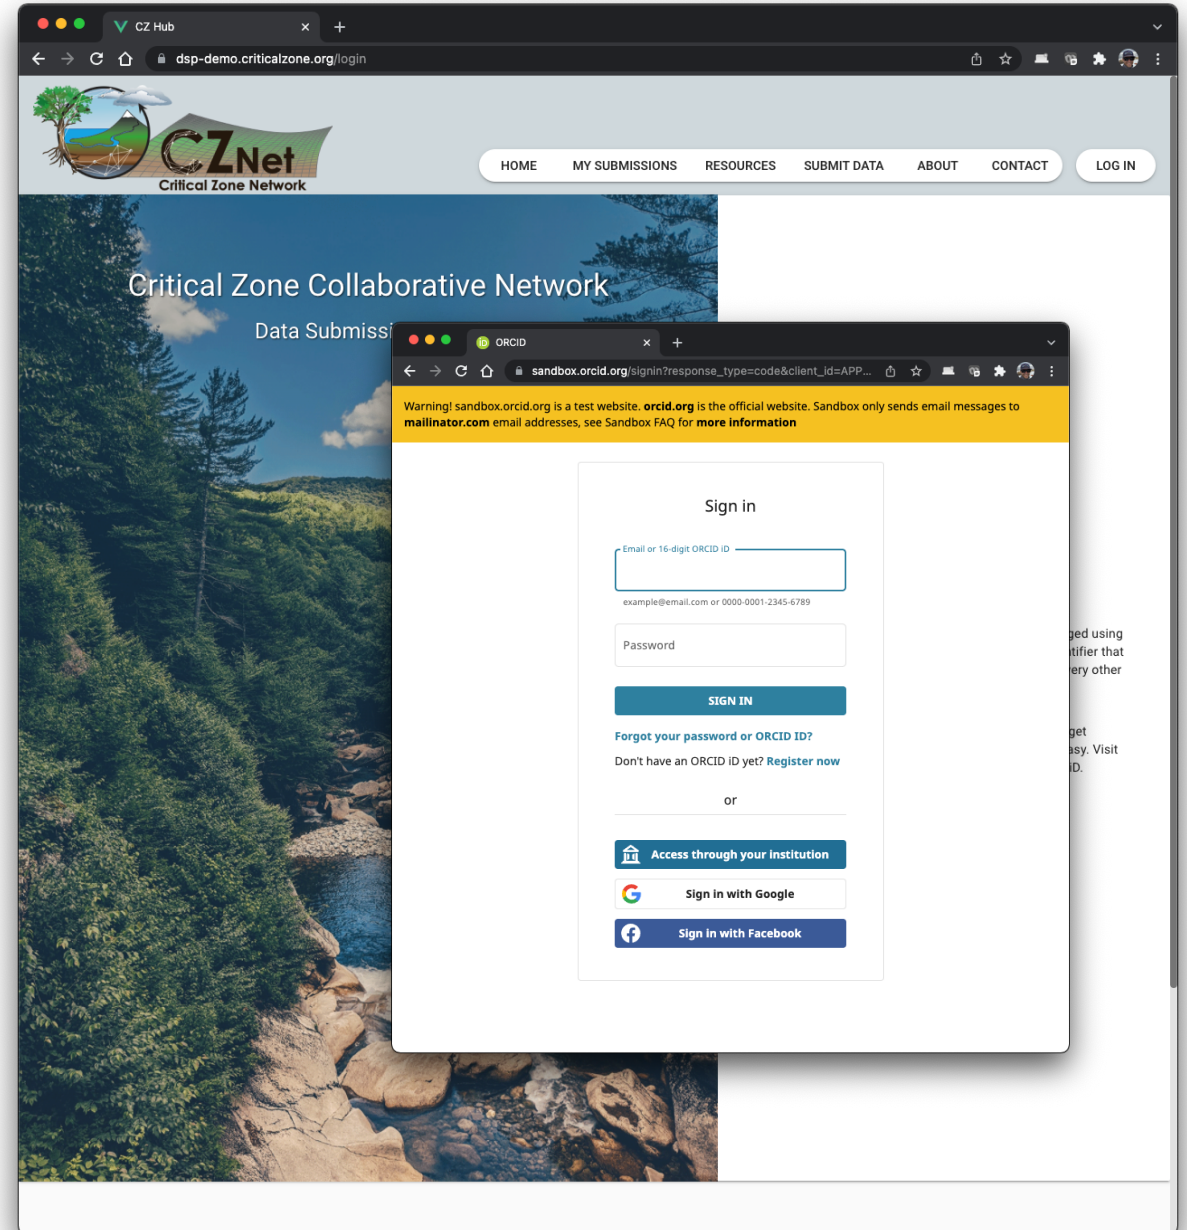 CZ Hub
dsp-demo.criticalzone.org/login
CZNet
Critical Zone Network
HOME MY SUBMISSIONS RESOURCES SUBMIT DATA ABOUT CONTACT LOG IN
Critical Zone Collaborative Network
Data Submissi
ORCID
sandbox.orcid.org/signin?response_type=code&client_id=APP...
Warning! sandbox.orcid.org is a test website. orcid.org is the official website. Sandbox only sends email messages to
mailinator.com email addresses, see Sandbox FAQ for more information
Sign in
Email or 16-digit ORCID iD
example@email.com or 0000-0001-2345-6789
Password
SIGN IN
Forgot your password or ORCID ID?
Don't have an ORCID iD yet? Register now
or
Access through your institution
Sign in with Google
Sign in with Facebook
ged using
ntifier that
ery other
get
asy. Visit
iD.